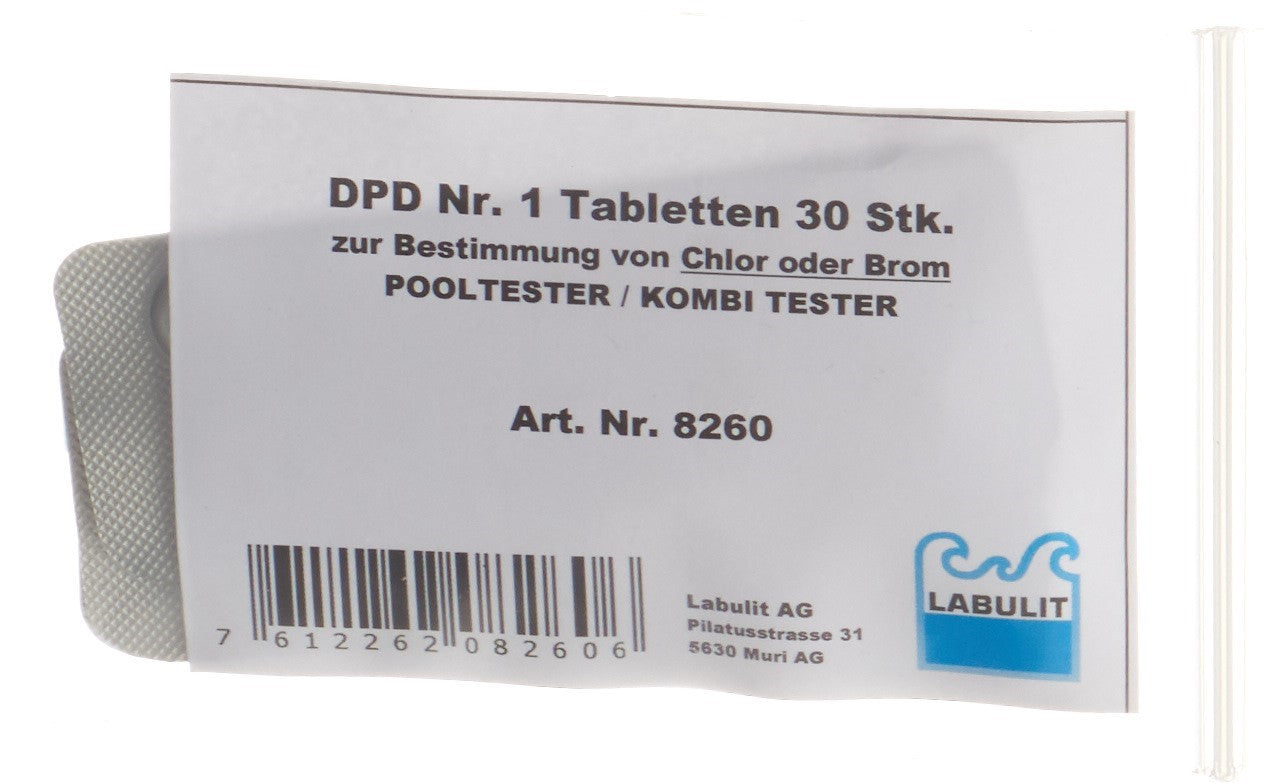 DPD Nr. 1 Tabletten 30 Stk.
zur Bestimmung von Chlor oder Brom
POOLTESTER / KOMBI TESTER
Art. Nr. 8260
7 612262 082606
Labulit AG
Pilatusstrasse 31
5630 Muri AG
LABULIT